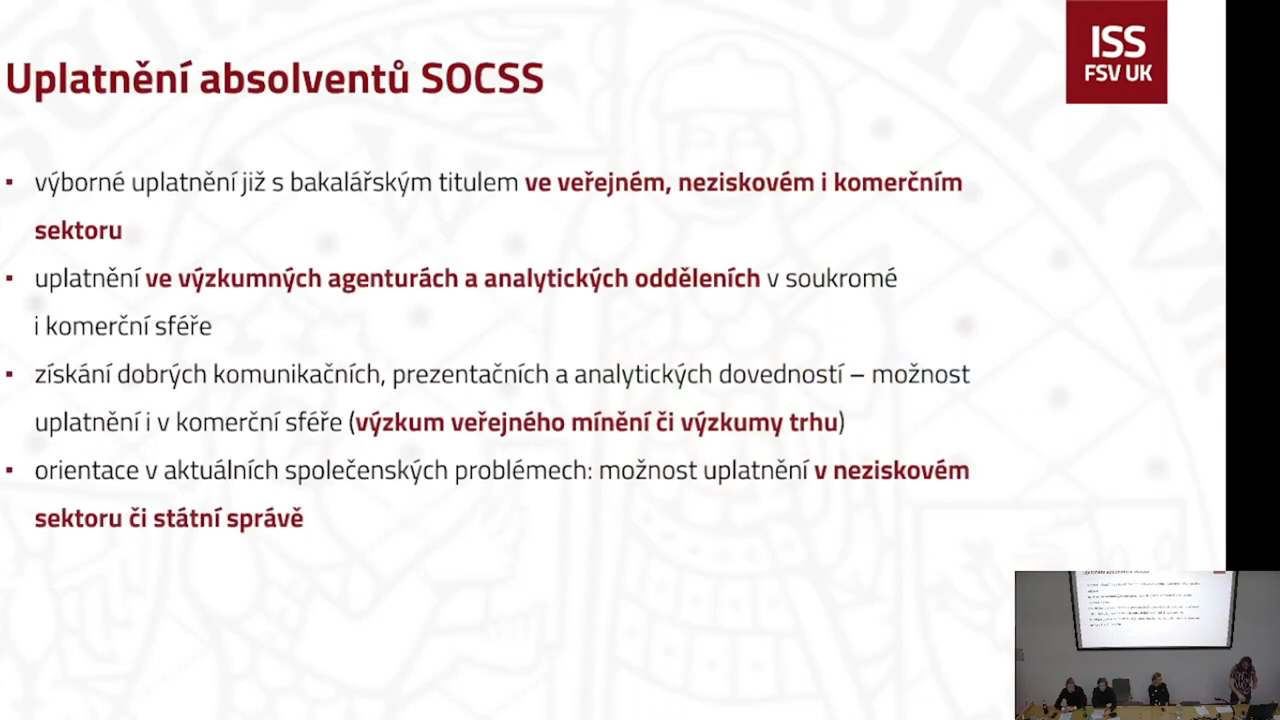 Uplatnění absolventů SOCSS
ISS
FSV UK
výborné uplatnění již s bakalářským titulem ve veřejném, neziskovém i komerčním
sektoru
uplatnění ve výzkumných agenturách a analytických odděleních v soukromé
i komerční sféře
získání dobrých komunikačních, prezentačních a analytických dovedností – možnost
uplatnění i v komerční sféře (výzkum veřejného mínění či výzkumy trhu)
orientace v aktuálních společenských problémech: možnost uplatnění v neziskovém
sektoru či státní správě